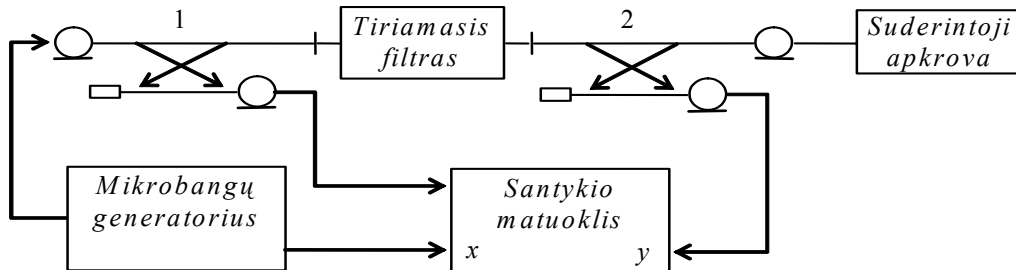 1
Tiriamasis
filtras
2
Suderintoji
apkrova
Mikrobangų
generatorius
Santykio
matuoklis
x y